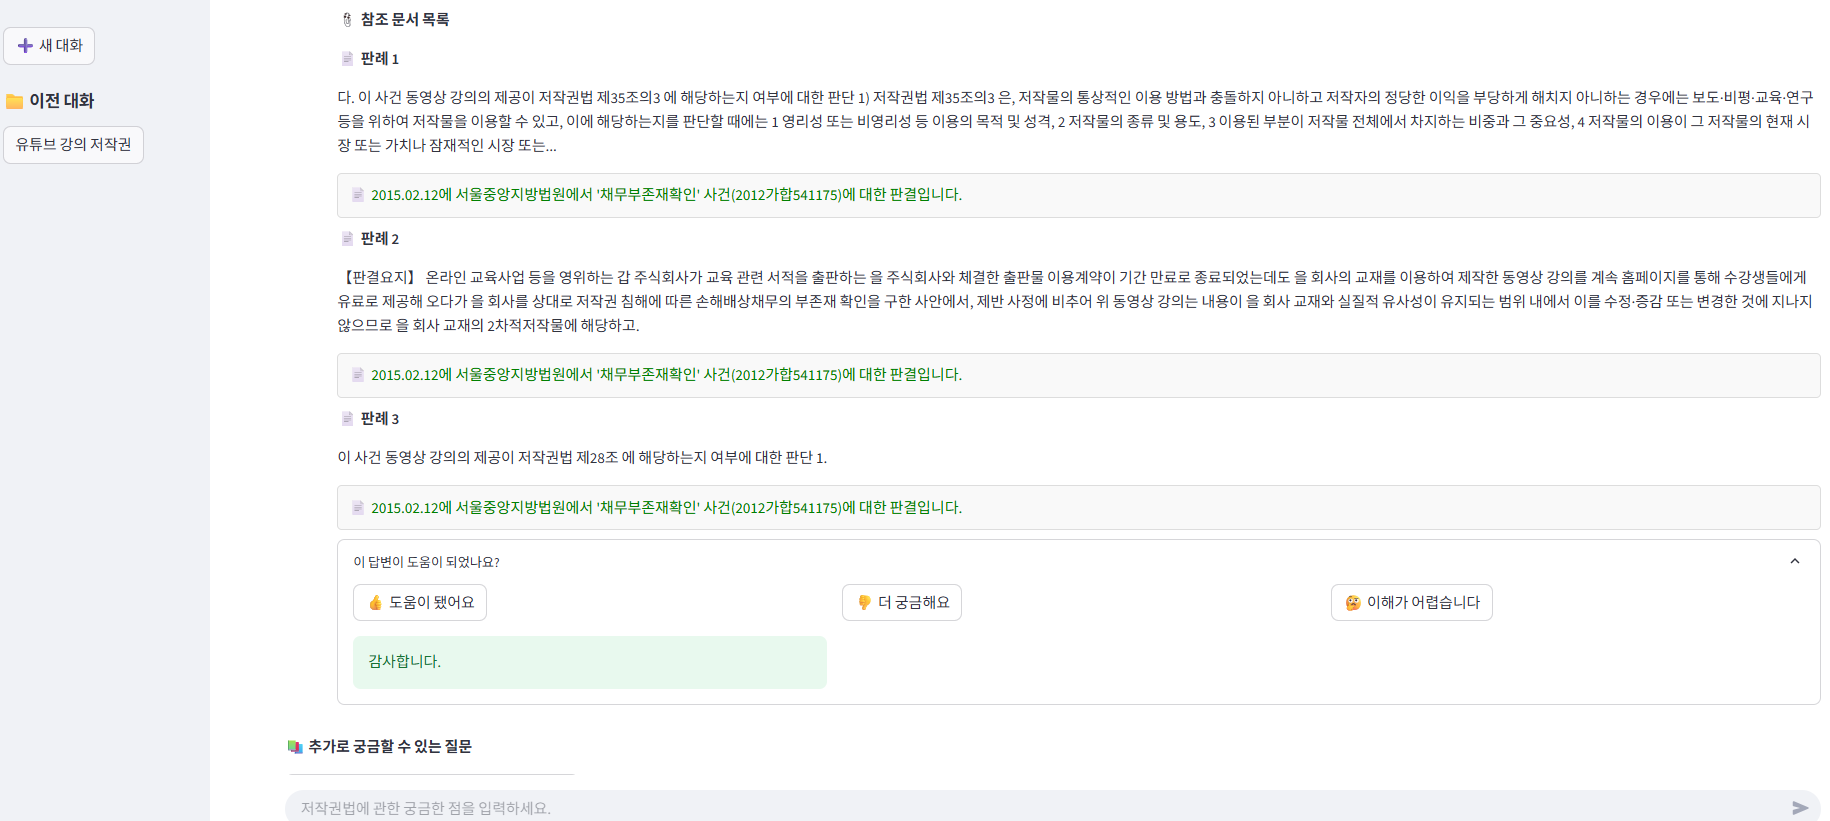 새 대화
이전 대화
유튜브 강의 저작권
참조 문서 목록
판례 1
다. 이 사건 동영상 강의의 제공이 저작권법 제35조의3 에 해당하는지 여부에 대한 판단 1) 저작권법 제35조의3 은, 저작물의 통상적인 이용 방법과 충돌하지 아니하고 저작자의 정당한 이익을 부당하게 해치지 아니하는 경우에는 보도·비평·교육·연구
등을 위하여 저작물을 이용할 수 있고, 이에 해당하는지를 판단할 때에는 1 영리성 또는 비영리성 등 이용의 목적 및 성격, 2 저작물의 종류 및 용도, 3 이용된 부분이 저작물 전체에서 차지하는 비중과 그 중요성, 4 저작물의 이용이 그 저작물의 현재 시
장 또는 가치나 잠재적인 시장 또는...
2015.02.12에 서울중앙지방법원에서 '채무부존재확인' 사건(2012가합541175)에 대한 판결입니다.
판례 2
【판결요지】 온라인 교육사업 등을 영위하는 갑 주식회사가 교육 관련 서적을 출판하는 을 주식회사와 체결한 출판물 이용계약이 기간 만료로 종료되었는데도 을 회사의 교재를 이용하여 제작한 동영상 강의를 계속 홈페이지를 통해 수강생들에게
유료로 제공해 오다가 을 회사를 상대로 저작권 침해에 따른 손해배상채무의 부존재 확인을 구한 사안에서, 제반 사정에 비추어 위 동영상 강의는 내용이 을 회사 교재와 실질적 유사성이 유지되는 범위 내에서 이를 수정·증감 또는 변경한 것에 지나지
않으므로 을 회사 교재의 2차적저작물에 해당하고.
2015.02.12에 서울중앙지방법원에서 '채무부존재확인' 사건(2012가합541175)에 대한 판결입니다.
판례 3
이 사건 동영상 강의의 제공이 저작권법 제28조 에 해당하는지 여부에 대한 판단 1.
2015.02.12에 서울중앙지방법원에서 '채무부존재확인' 사건(2012가합541175)에 대한 판결입니다.
이 답변이 도움이 되었나요?
도움이 됐어요
더 궁금해요
이해가 어렵습니다
감사합니다.
추가로 궁금할 수 있는 질문
저작권법에 관한 궁금한 점을 입력하세요.